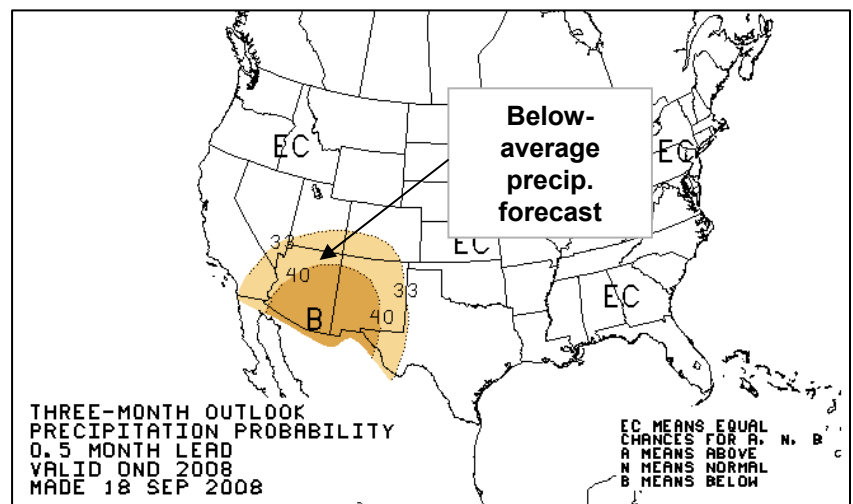 Below-
average
precip.
forecast
EC
EC
EC
EC
33
40
33
40
B
THREE-MONTH OUTLOOK
PRECIPITATION PROBABILITY
0.5 MONTH LEAD
VALID OND 2008
MADE 18 SEP 2008
EC MEANS EQUAL
CHANCES FOR A, N, B
A MEANS ABOVE
N MEANS NORMAL
B MEANS BELOW